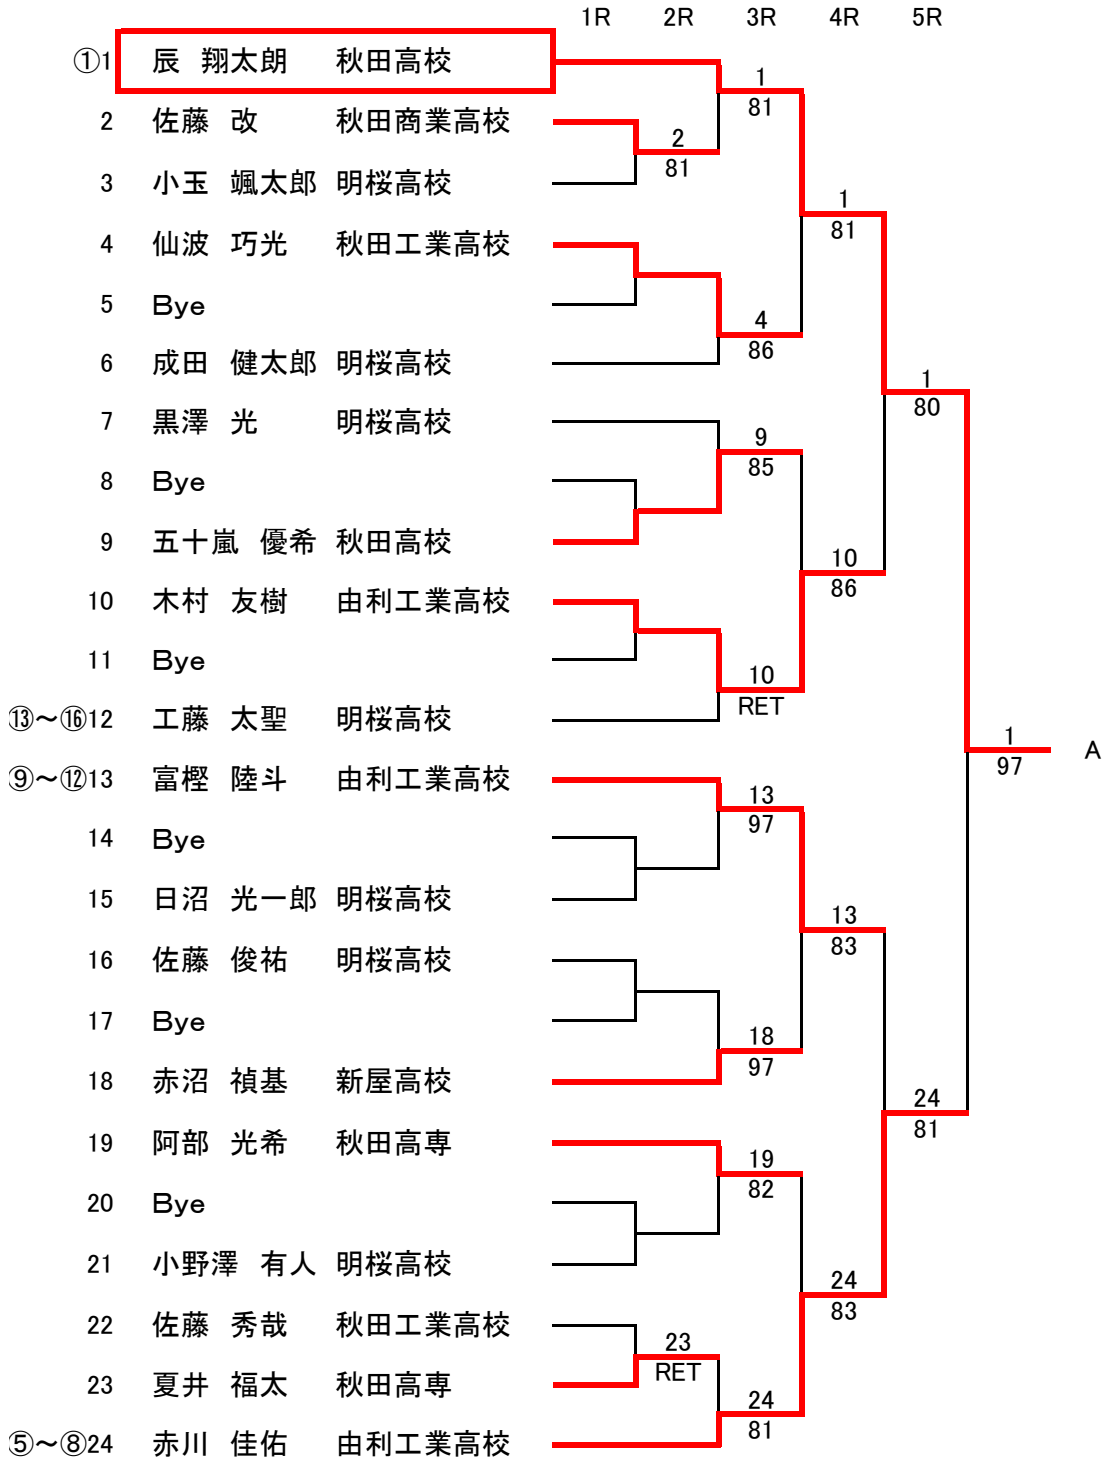 1R 2R 3R 4R 5R
①1 辰 翔太朗 秋田高校
1
81
2 佐藤 改 秋田商業高校
2
81
3 小玉 颯太郎 明桜高校
1
81
4 仙波 巧光 秋田工業高校
5 Bye
4
86
6 成田 健太郎 明桜高校
1
80
7 黒澤 光 明桜高校
9
85
8 Bye
9 五十嵐 優希 秋田高校
10
86
10 木村 友樹 由利工業高校
11 Bye
10
RET
⑬～⑯12 工藤 太聖 明桜高校
1
97
A
⑨～⑫13 富樫 陸斗 由利工業高校
13
97
14 Bye
15 日沼 光一郎 明桜高校
13
83
16 佐藤 俊祐 明桜高校
17 Bye
18
97
18 赤沼 禎基 新屋高校
24
81
19 阿部 光希 秋田高専
19
82
20 Bye
21 小野澤 有人 明桜高校
24
83
22 佐藤 秀哉 秋田工業高校
23
RET
23 夏井 福太 秋田高専
24
81
⑤～⑧24 赤川 佳佑 由利工業高校